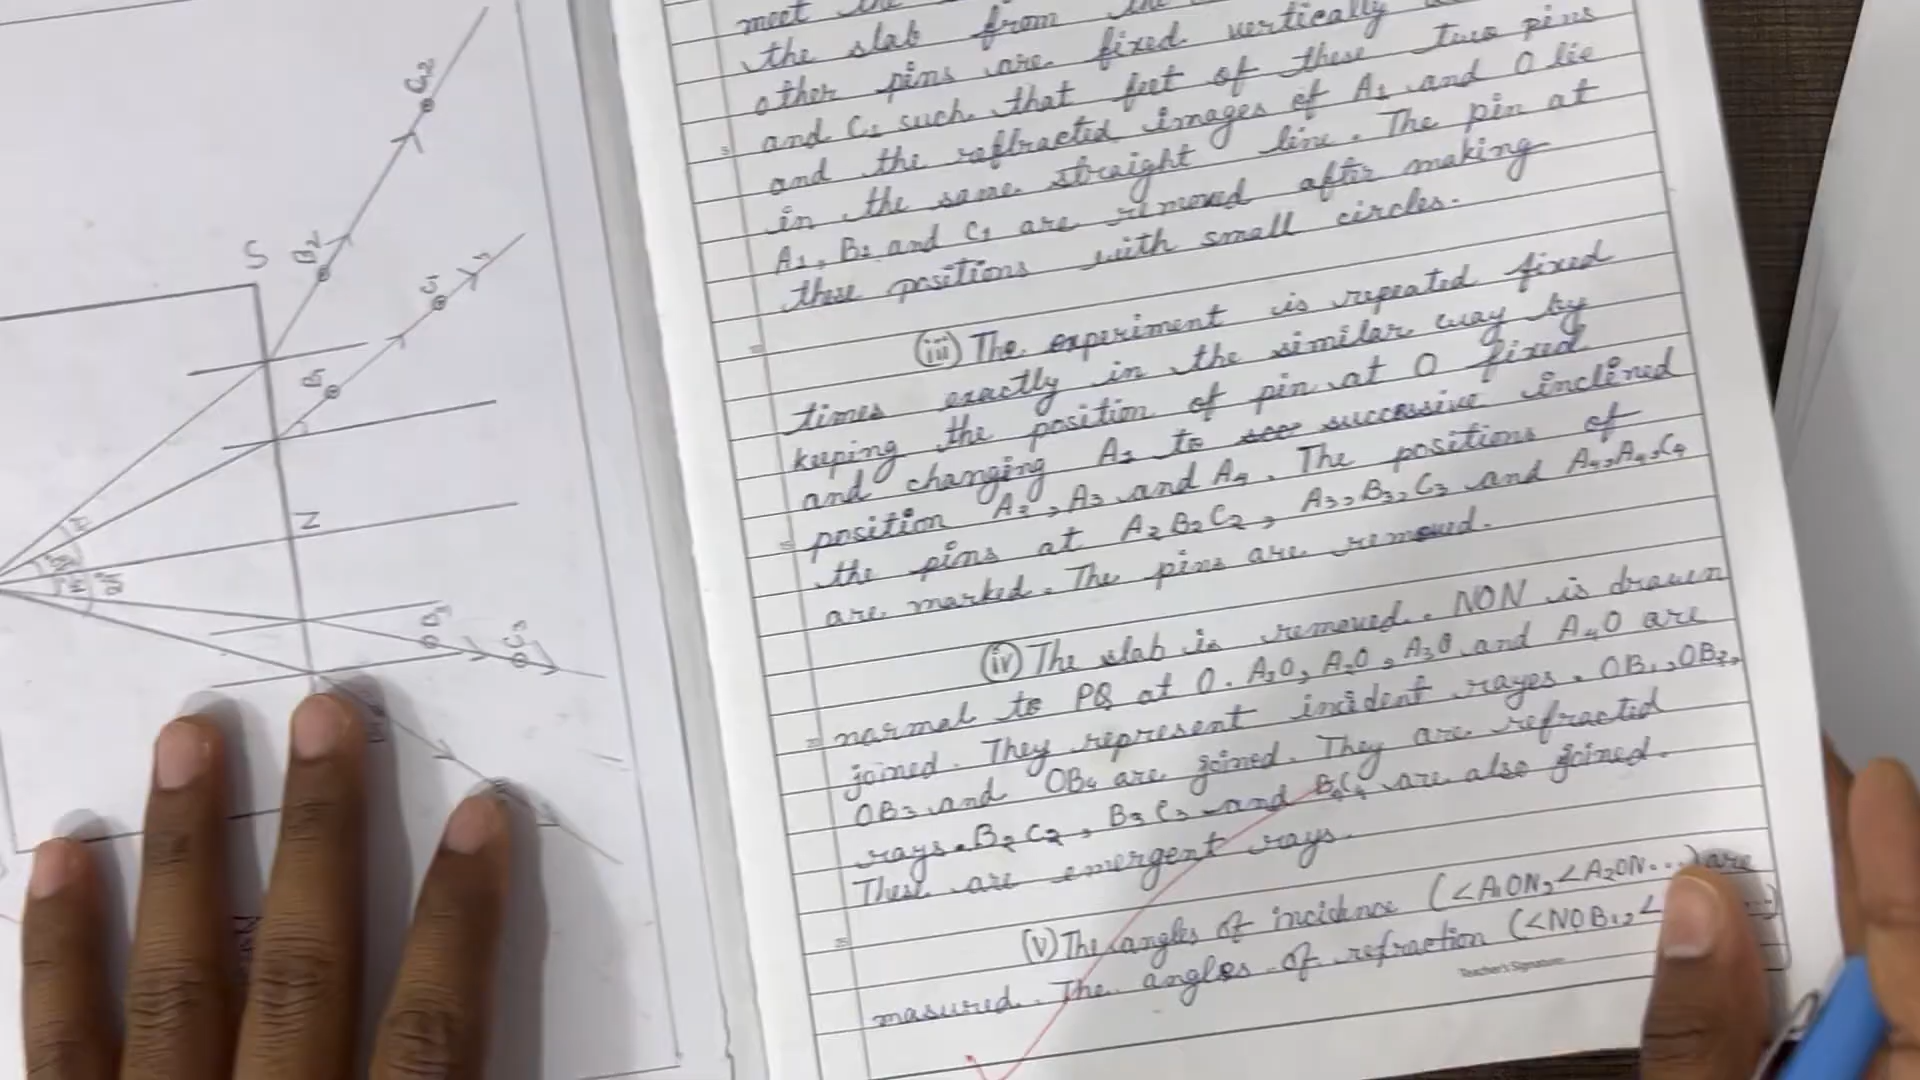 S
C2
B2
N
meet the
the slab from the
other pins are fixed vertically
and C1 such that feet of these two pins
and the refracted images of A1 and O lie
in the same straight line. The pin at
A1, B1 and C1 are removed after making
these positions with small circles.
(iii) The experiment is repeated fixed
times exactly in the similar way by
keeping the position of pin at O fixed
and changing A1 to successive inclined
position A2, A3 and A4. The positions of
the pins at A2B2C2, A3, B3, C3 and A4, A4, C4
are marked. The pins are removed.
(iv) The slab is removed. NON is drawn
normal to PQ at O. A1O, A2O, A3O and A4O are
joined. They represent incident rayes. OB1, OB2,
OB3 and OB4 are joined. They are refracted
rays. B2C2, B3C3 and B4C4 are also joined.
These are emergent rays.
(v) The angles of incidence (<A1ON, <A2ON...) are
masured. The angles of refraction (<NOB1, <
Teacher's Signature